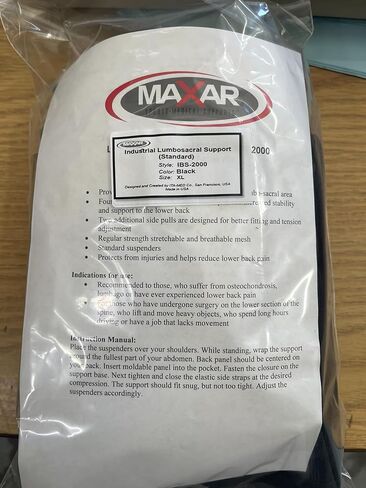 MAXAR
SPORTS MEDICAL SUPPORTS
2000
MAXAR
Industrial Lumbosacral Support
(Standard)
Style: IBS-2000
Color: Black
Size: XL
Designed and Created by ITA-MED Co., San Francisco, USA
Made in USA
• sacral area
• stability
and support to the lower back
• Two additional side pulls are designed for better fitting and tension
adjustment
• Regular strength stretchable and breathable mesh
• Standard suspenders
• Protects from injuries and helps reduce lower back pain
Indications for use:
• Recommended to those, who suffer from osteochondrosis,
lumbago or have ever experienced lower back pain
• For those who have undergone surgery on the lower section of the
spine, who lift and move heavy objects, who spend long hours
driving or have a job that lacks movement
Instruction Manual:
Place the suspenders over your shoulders. While standing, wrap the support
around the fullest part of your abdomen. Back panel should be centered on
your back. Insert moldable panel into the pocket. Fasten the closure on the
support base. Next tighten and close the elastic side straps at the desired
compression. The support should fit snug, but not too tight. Adjust the
suspenders accordingly.